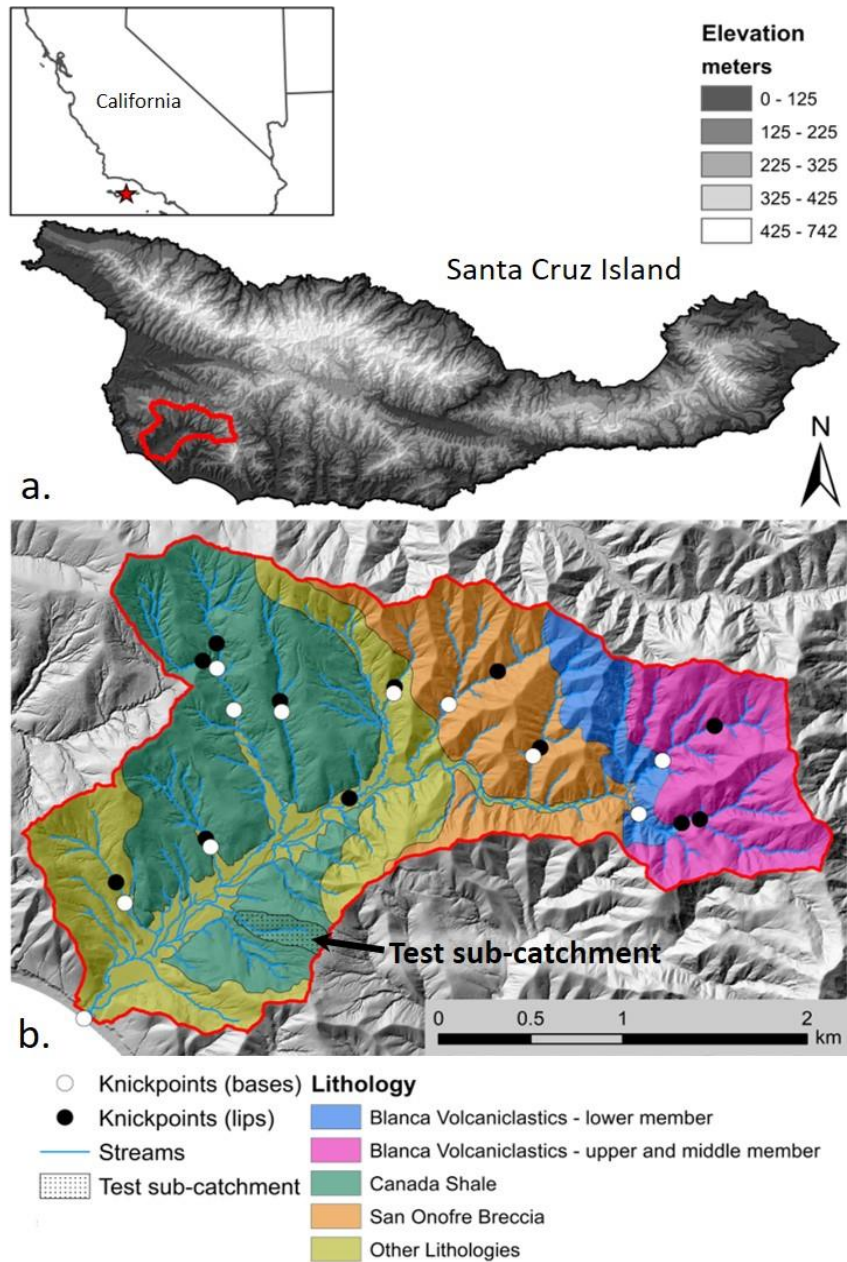 California
Elevation
meters
0 - 125
125 - 225
225 - 325
325 - 425
425 - 742
Santa Cruz Island
N
a.
Test sub-catchment
b.
0 0.5 1 2
km
Knickpoints (bases)
Knickpoints (lips)
Streams
Test sub-catchment
Lithology
Blanca Volcaniclastics - lower member
Blanca Volcaniclastics - upper and middle member
Canada Shale
San Onofre Breccia
Other Lithologies